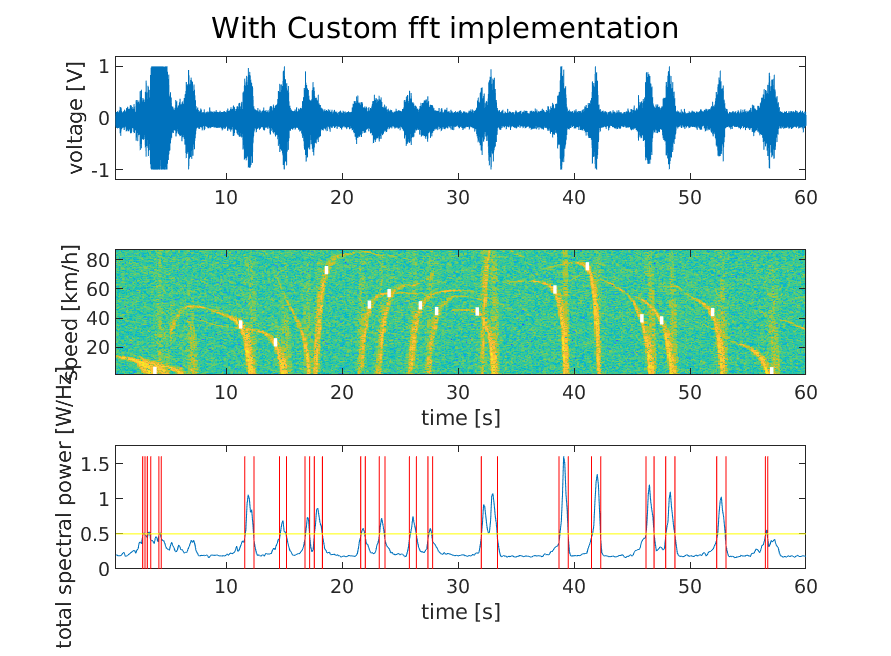 With Custom fft implementation
voltage [V]
1
0
-1
10 20 30 40 50 60
speed [km/h]
80
60
40
20
10 20 30 40 50 60
time [s]
total spectral power [W/Hz]
1.5
1
0.5
0
10 20 30 40 50 60
time [s]